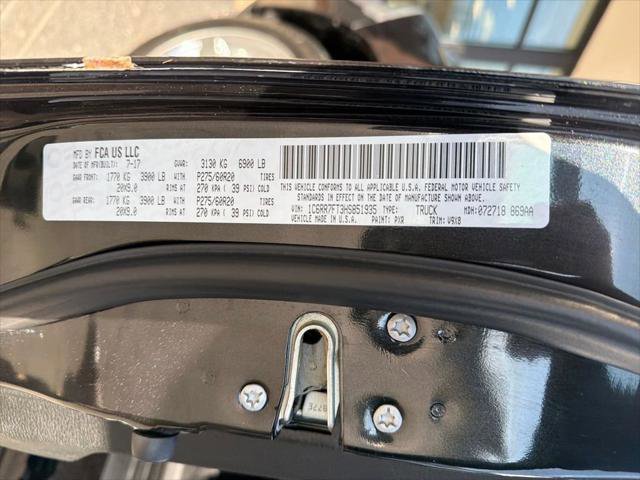 MFD BY FCA US LLC
DATE OF MFR(BUILT): 7-17 GVWR: 3130 KG 6900 LB
GAWR FRONT: 1770 KG 3900 LB WITH P275/60R20 TIRES
20X9.0 RIMS AT 270 KPA ( 39 PSI) COLD
GAWR REAR: 1770 KG 3900 LB WITH P275/60R20 TIRES
20X9.0 RIMS AT 270 KPA ( 39 PSI) COLD
THIS VEHICLE CONFORMS TO ALL APPLICABLE U.S.A. FEDERAL MOTOR VEHICLE SAFETY
STANDARDS IN EFFECT ON THE DATE OF MANUFACTURE SHOWN ABOVE.
VIN: 1C6RR7FT3HS851935 TYPE: TRUCK MDH: 072718 869AA
VEHICLE MADE IN U.S.A. PAINT: PXR TRIM: V9X8
877E